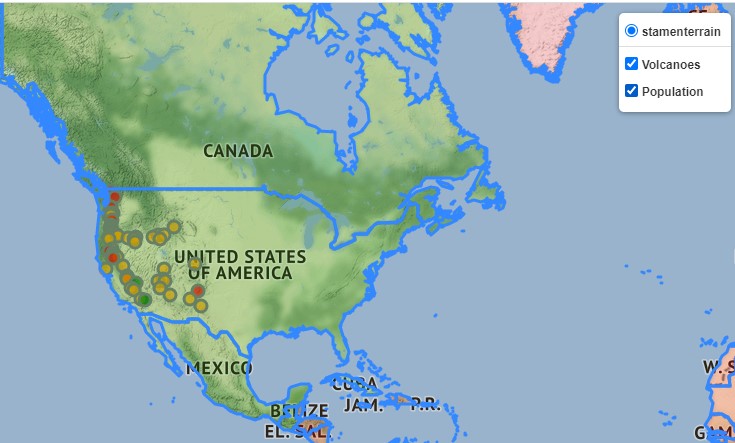 stamenterrain
Volcanoes
Population
CANADA
UNITED STATES
OF AMERICA
MEXICO
CUBA
JAM.
P.R.
BELIZE
EL. SAL.
W. S
GAM